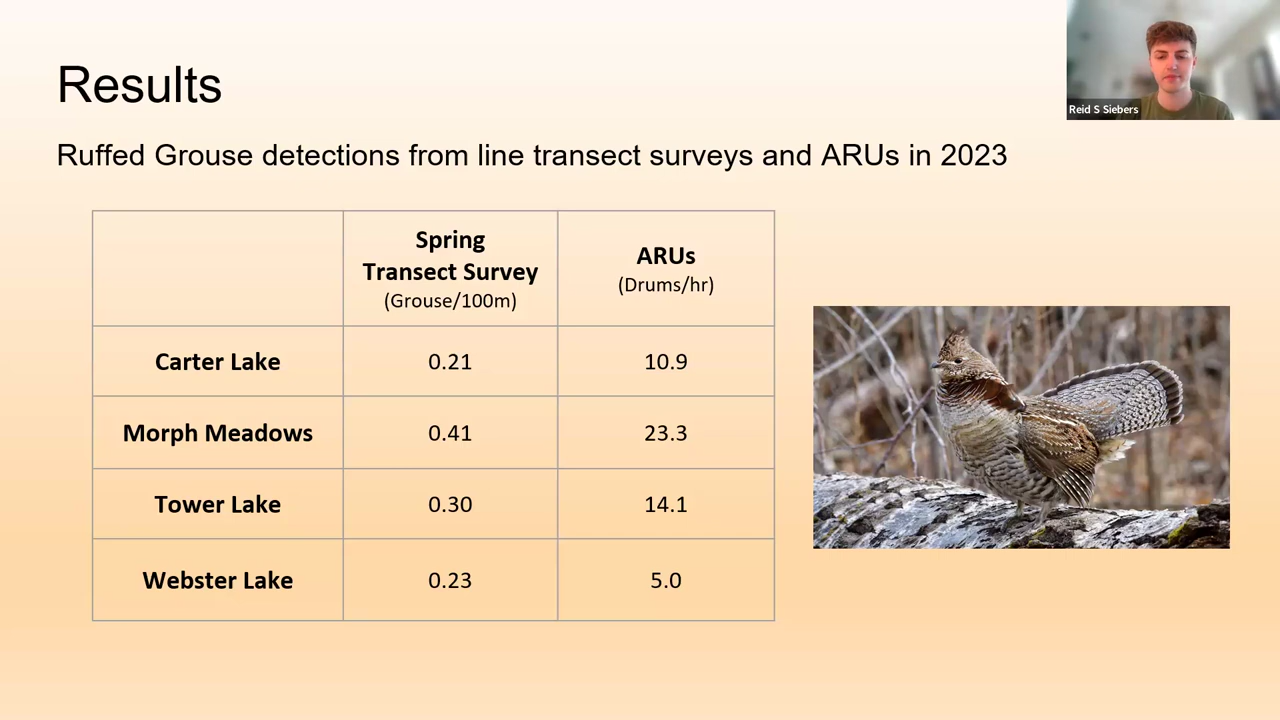 Results
Reid S Siebers
Ruffed Grouse detections from line transect surveys and ARUs in 2023
Spring
Transect Survey
(Grouse/100m)
ARUs
(Drums/hr)
Carter Lake 0.21 10.9
Morph Meadows 0.41 23.3
Tower Lake 0.30 14.1
Webster Lake 0.23 5.0